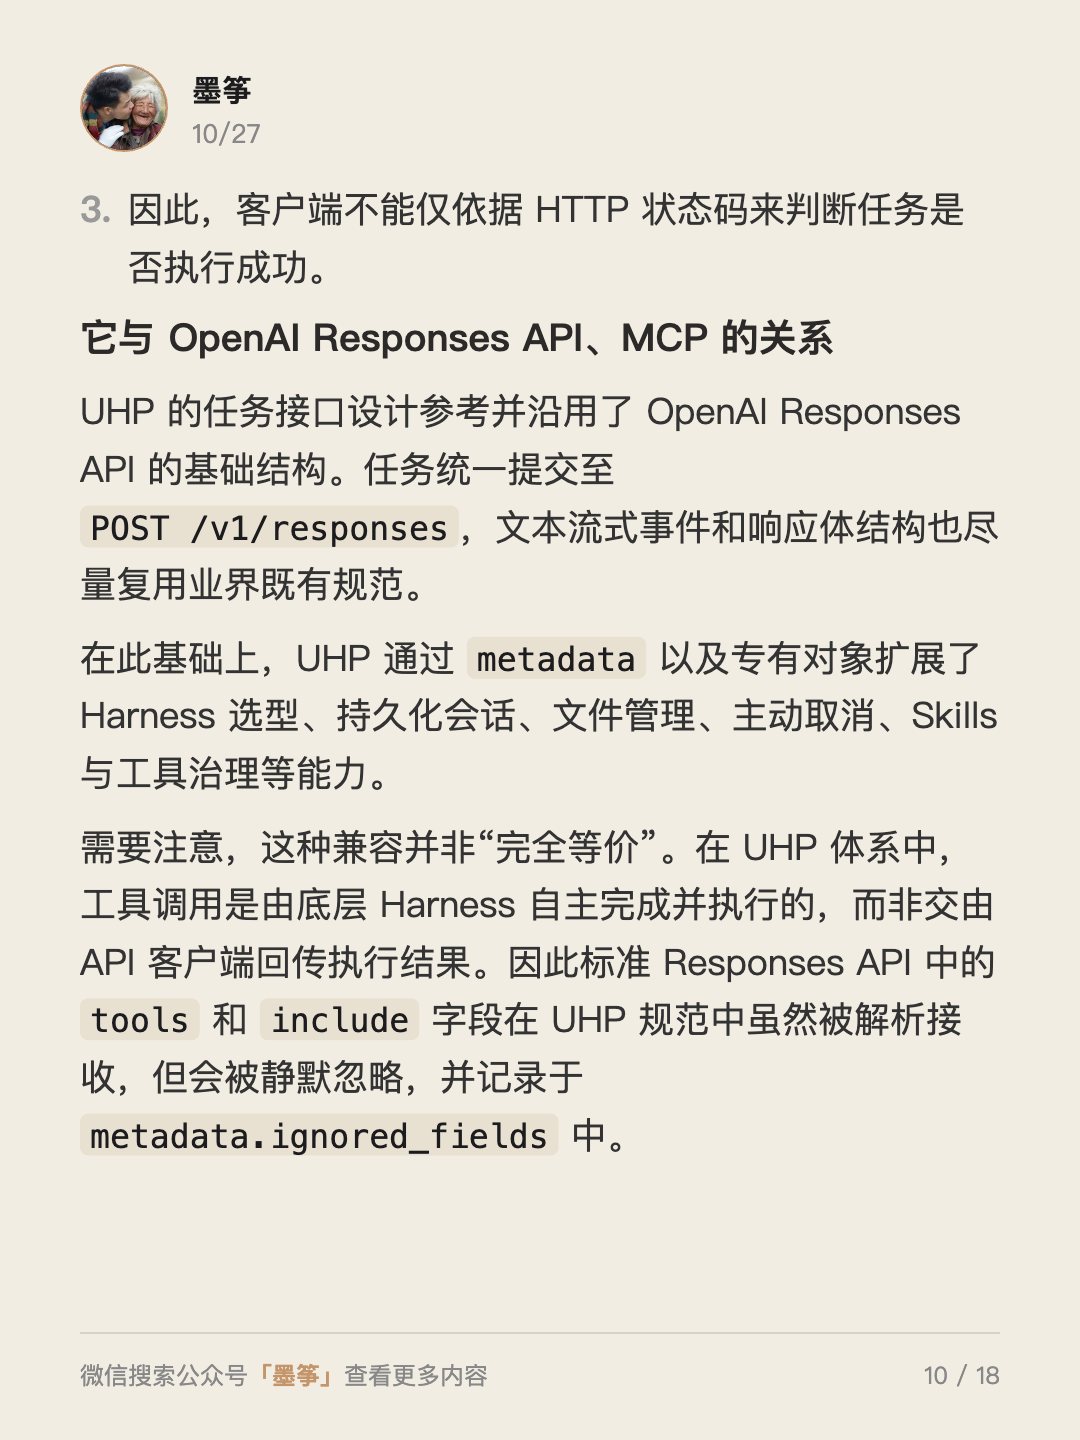 墨筝
10/27
3. 因此，客户端不能仅依据 HTTP 状态码来判断任务是
否执行成功。
它与 OpenAI Responses API、MCP 的关系
UHP 的任务接口设计参考并沿用了 OpenAI Responses
API 的基础结构。任务统一提交至
POST /v1/responses，文本流式事件和响应体结构也尽
量复用业界既有规范。
在此基础上，UHP 通过 metadata 以及专有对象扩展了
Harness 选型、持久化会话、文件管理、主动取消、Skills
与工具治理等能力。
需要注意，这种兼容并非“完全等价”。在 UHP 体系中，
工具调用是由底层 Harness 自主完成并执行的，而非交由
API 客户端回传执行结果。因此标准 Responses API 中的
tools 和 include 字段在 UHP 规范中虽然被解析接
收，但会被静默忽略，并记录于
metadata.ignored_fields 中。
微信搜索公众号「墨筝」查看更多内容
10 / 18